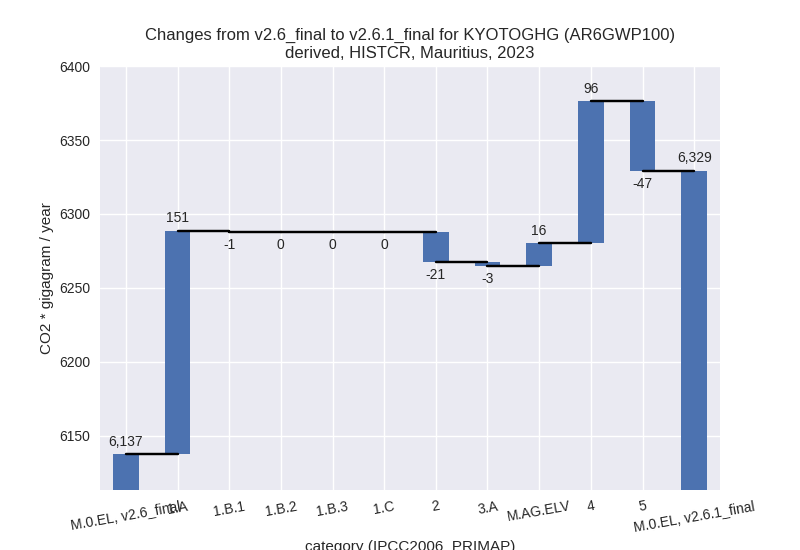 Changes from v2.6_final to v2.6.1_final for KYOTOGHG (AR6GWP100)
derived, HISTCR, Mauritius, 2023
CO2 * gigagram / year
6400
6350
6300
6250
6200
6150
6,137
151
-1
0
0
0
-21
-3
16
96
-47
6,329
M.0.EL, v2.6_final
1.A
1.B.1
1.B.2
1.B.3
1.C
2
3.A
M.AG.ELV
4
5
M.0.EL, v2.6.1_final
category (IPCC2006_PRIMAP)